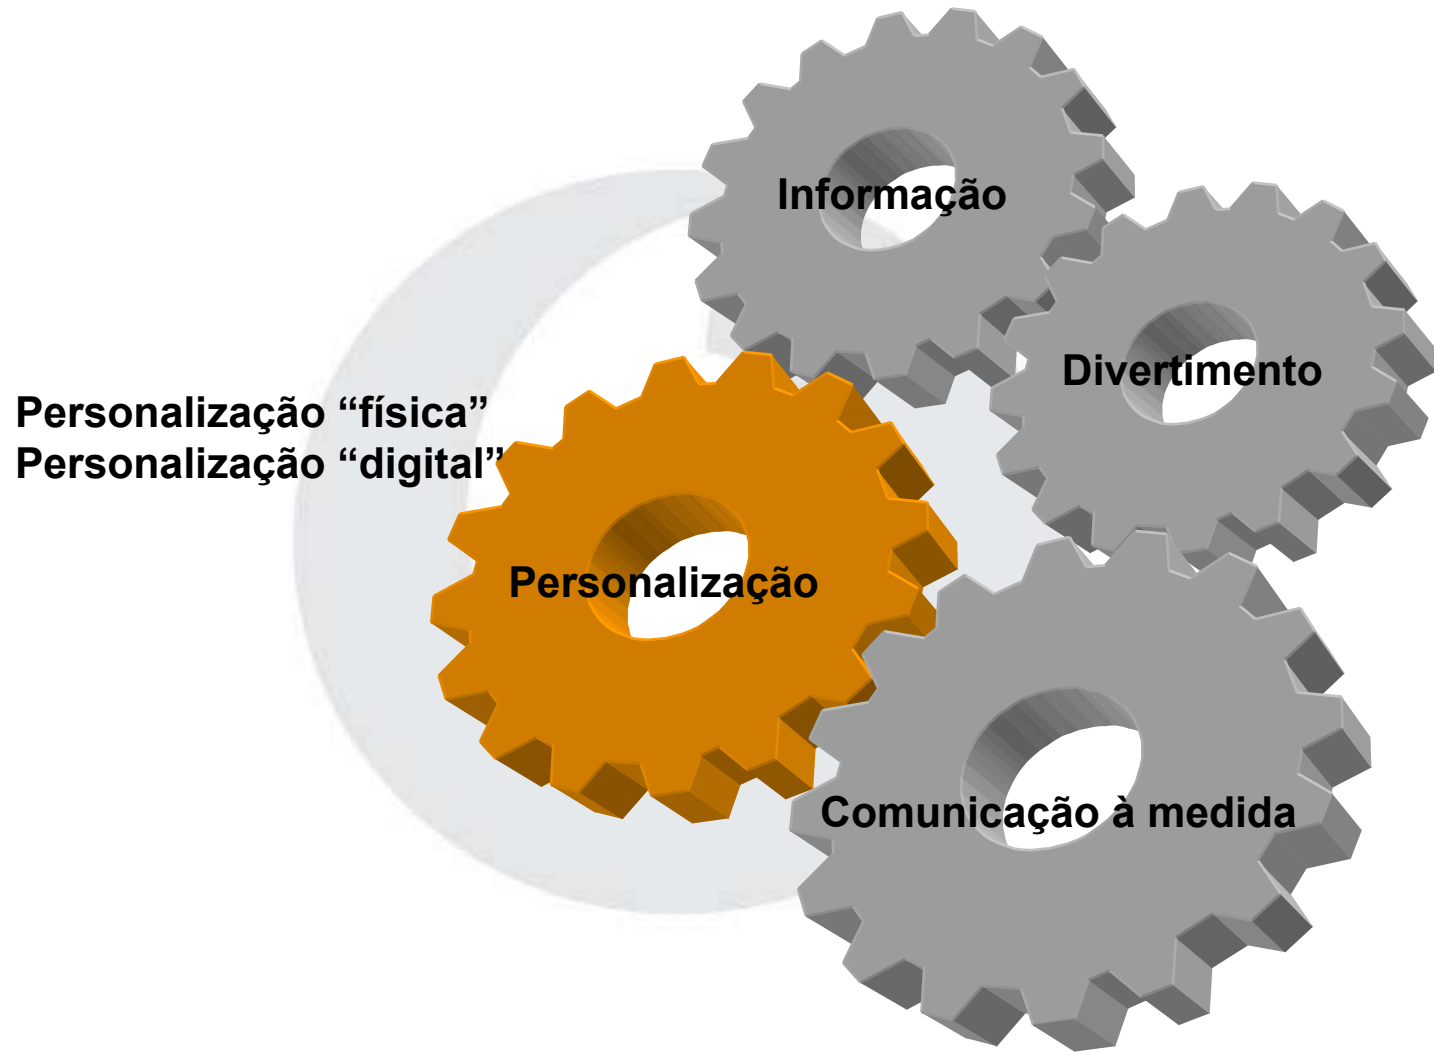 Informação
Divertimento
Personalização “física”
Personalização “digital”
Personalização
Comunicação à medida